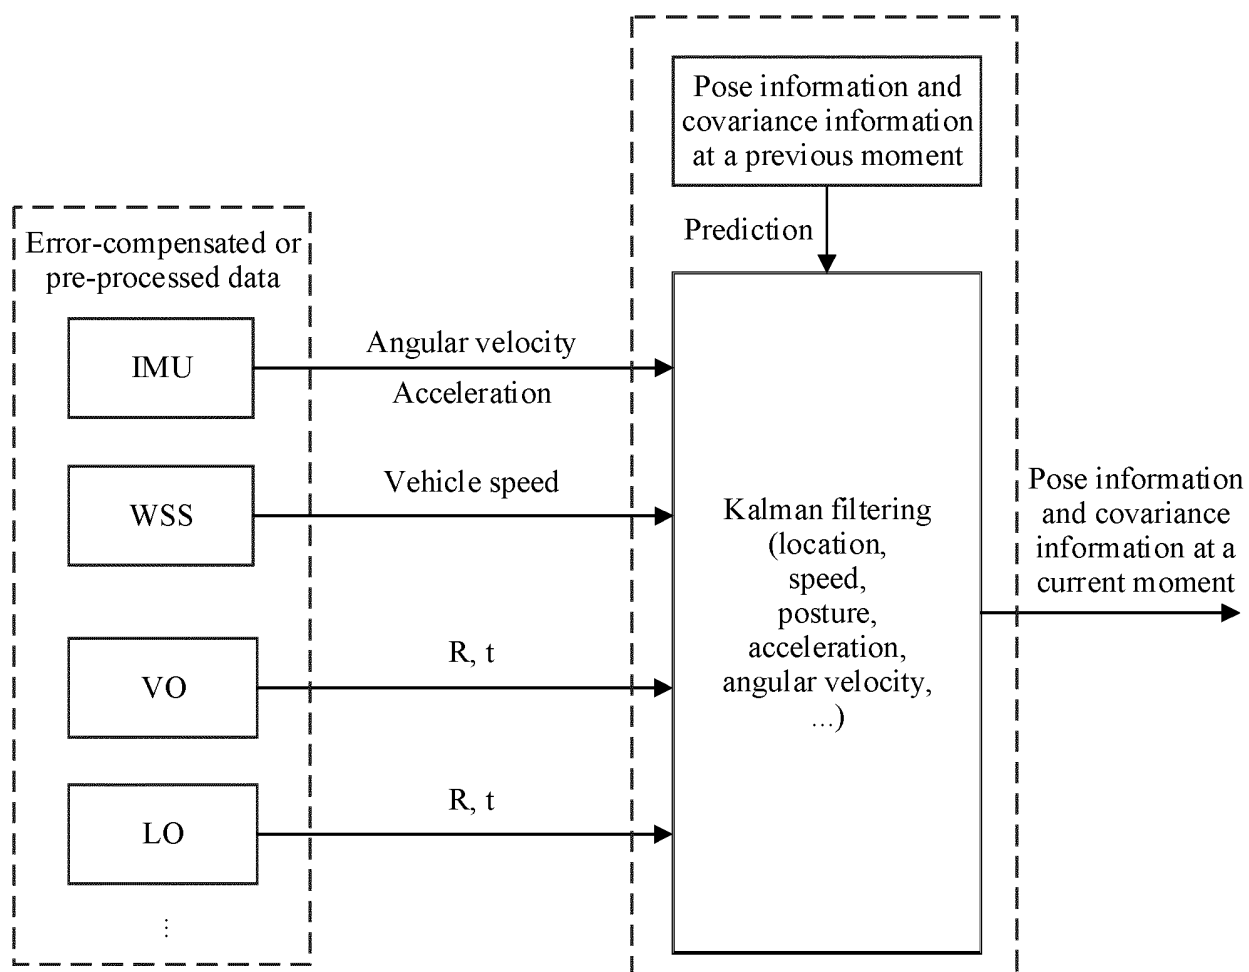 Pose information and
covariance information
at a previous moment
Prediction
Error-compensated or
pre-processed data
IMU
Angular velocity
Acceleration
WSS
Vehicle speed
VO
R, t
LO
R, t
⋮
Kalman filtering
(location,
speed,
posture,
acceleration,
angular velocity,
...)
Pose information
and covariance
information at a
current moment